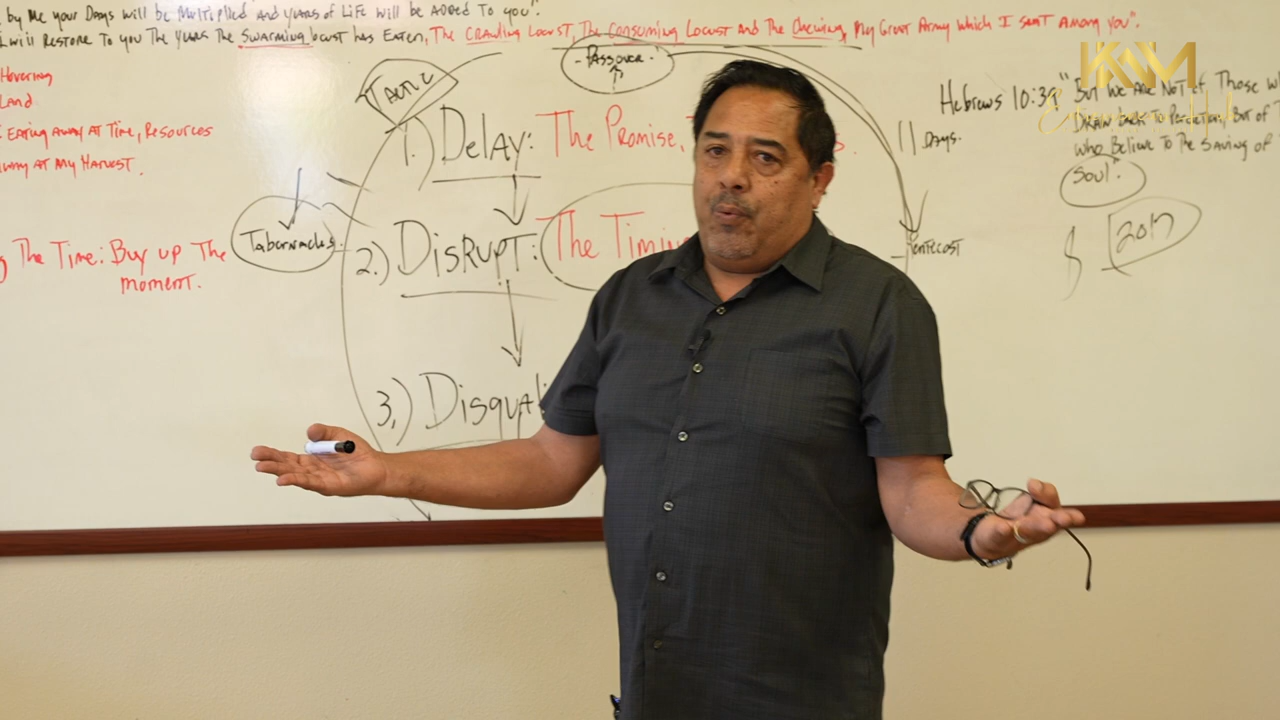 by Me your Days will be Multiplied and years of Life will be Added to you".
I will Restore to you The years The Swarming locust has Eaten, The Crawling Locust, The Consuming Locust and The Chewing, My Great Army which I sent Among you".
Hovering
Land
Eating away at Time, Resources
away at My Harvest.
The Time: Buy up The
moment.
Tactic
- Passover -
11 Days.
Pentecost
Tabernacles.
1.) Delay: The Promise,
2.) Disrupt: The Timin
3.) Disquali
KNM
Hebrews 10:39 "But we Are Not of Those w
Draw back To Perdition, But of
who Believe To The Saving of
Soul".
2017